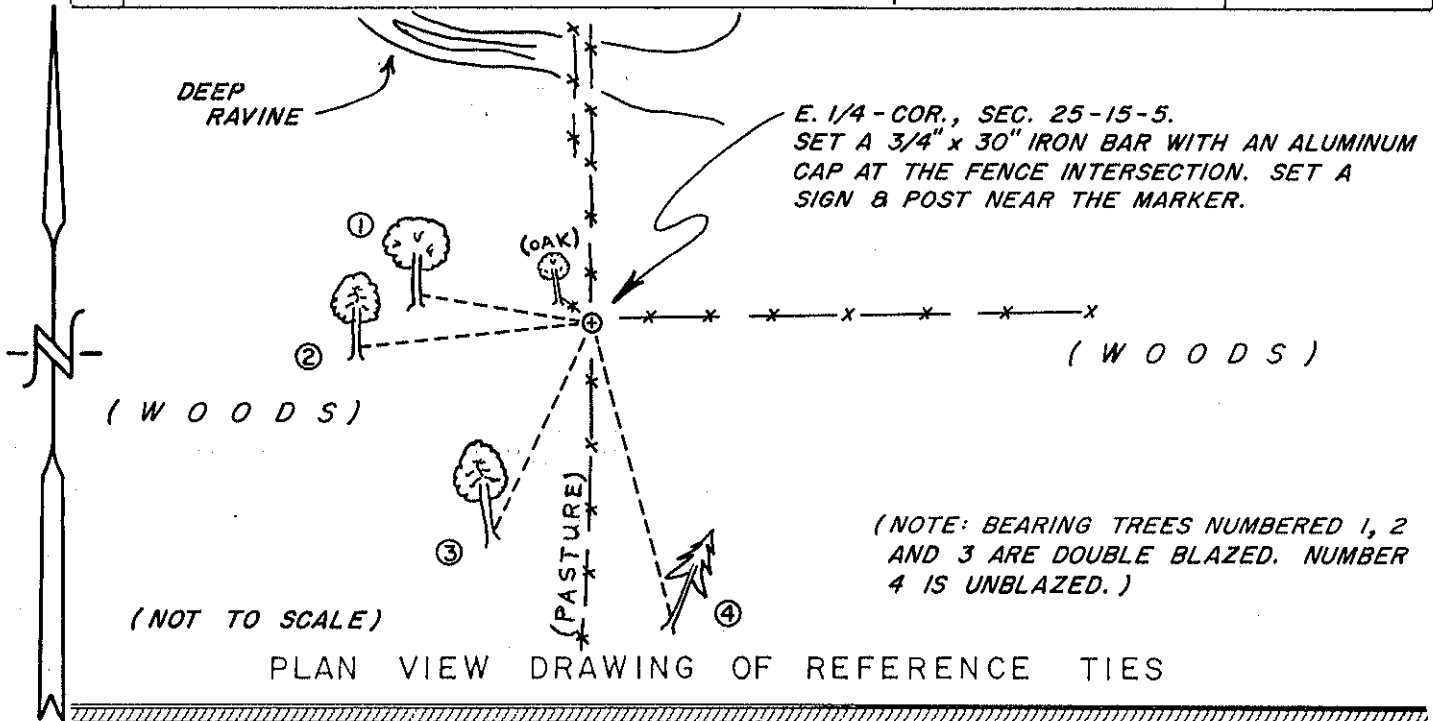 DEEP
RAVINE
E. 1/4 - COR., SEC. 25-15-5.
SET A 3/4" x 30" IRON BAR WITH AN ALUMINUM
CAP AT THE FENCE INTERSECTION. SET A
SIGN & POST NEAR THE MARKER.
①
(OAK)
②
N
(WOODS)
(WOODS)
③
(PASTURE)
(NOTE: BEARING TREES NUMBERED 1, 2
AND 3 ARE DOUBLE BLAZED. NUMBER
4 IS UNBLAZED.)
④
(NOT TO SCALE)
PLAN VIEW DRAWING OF REFERENCE TIES